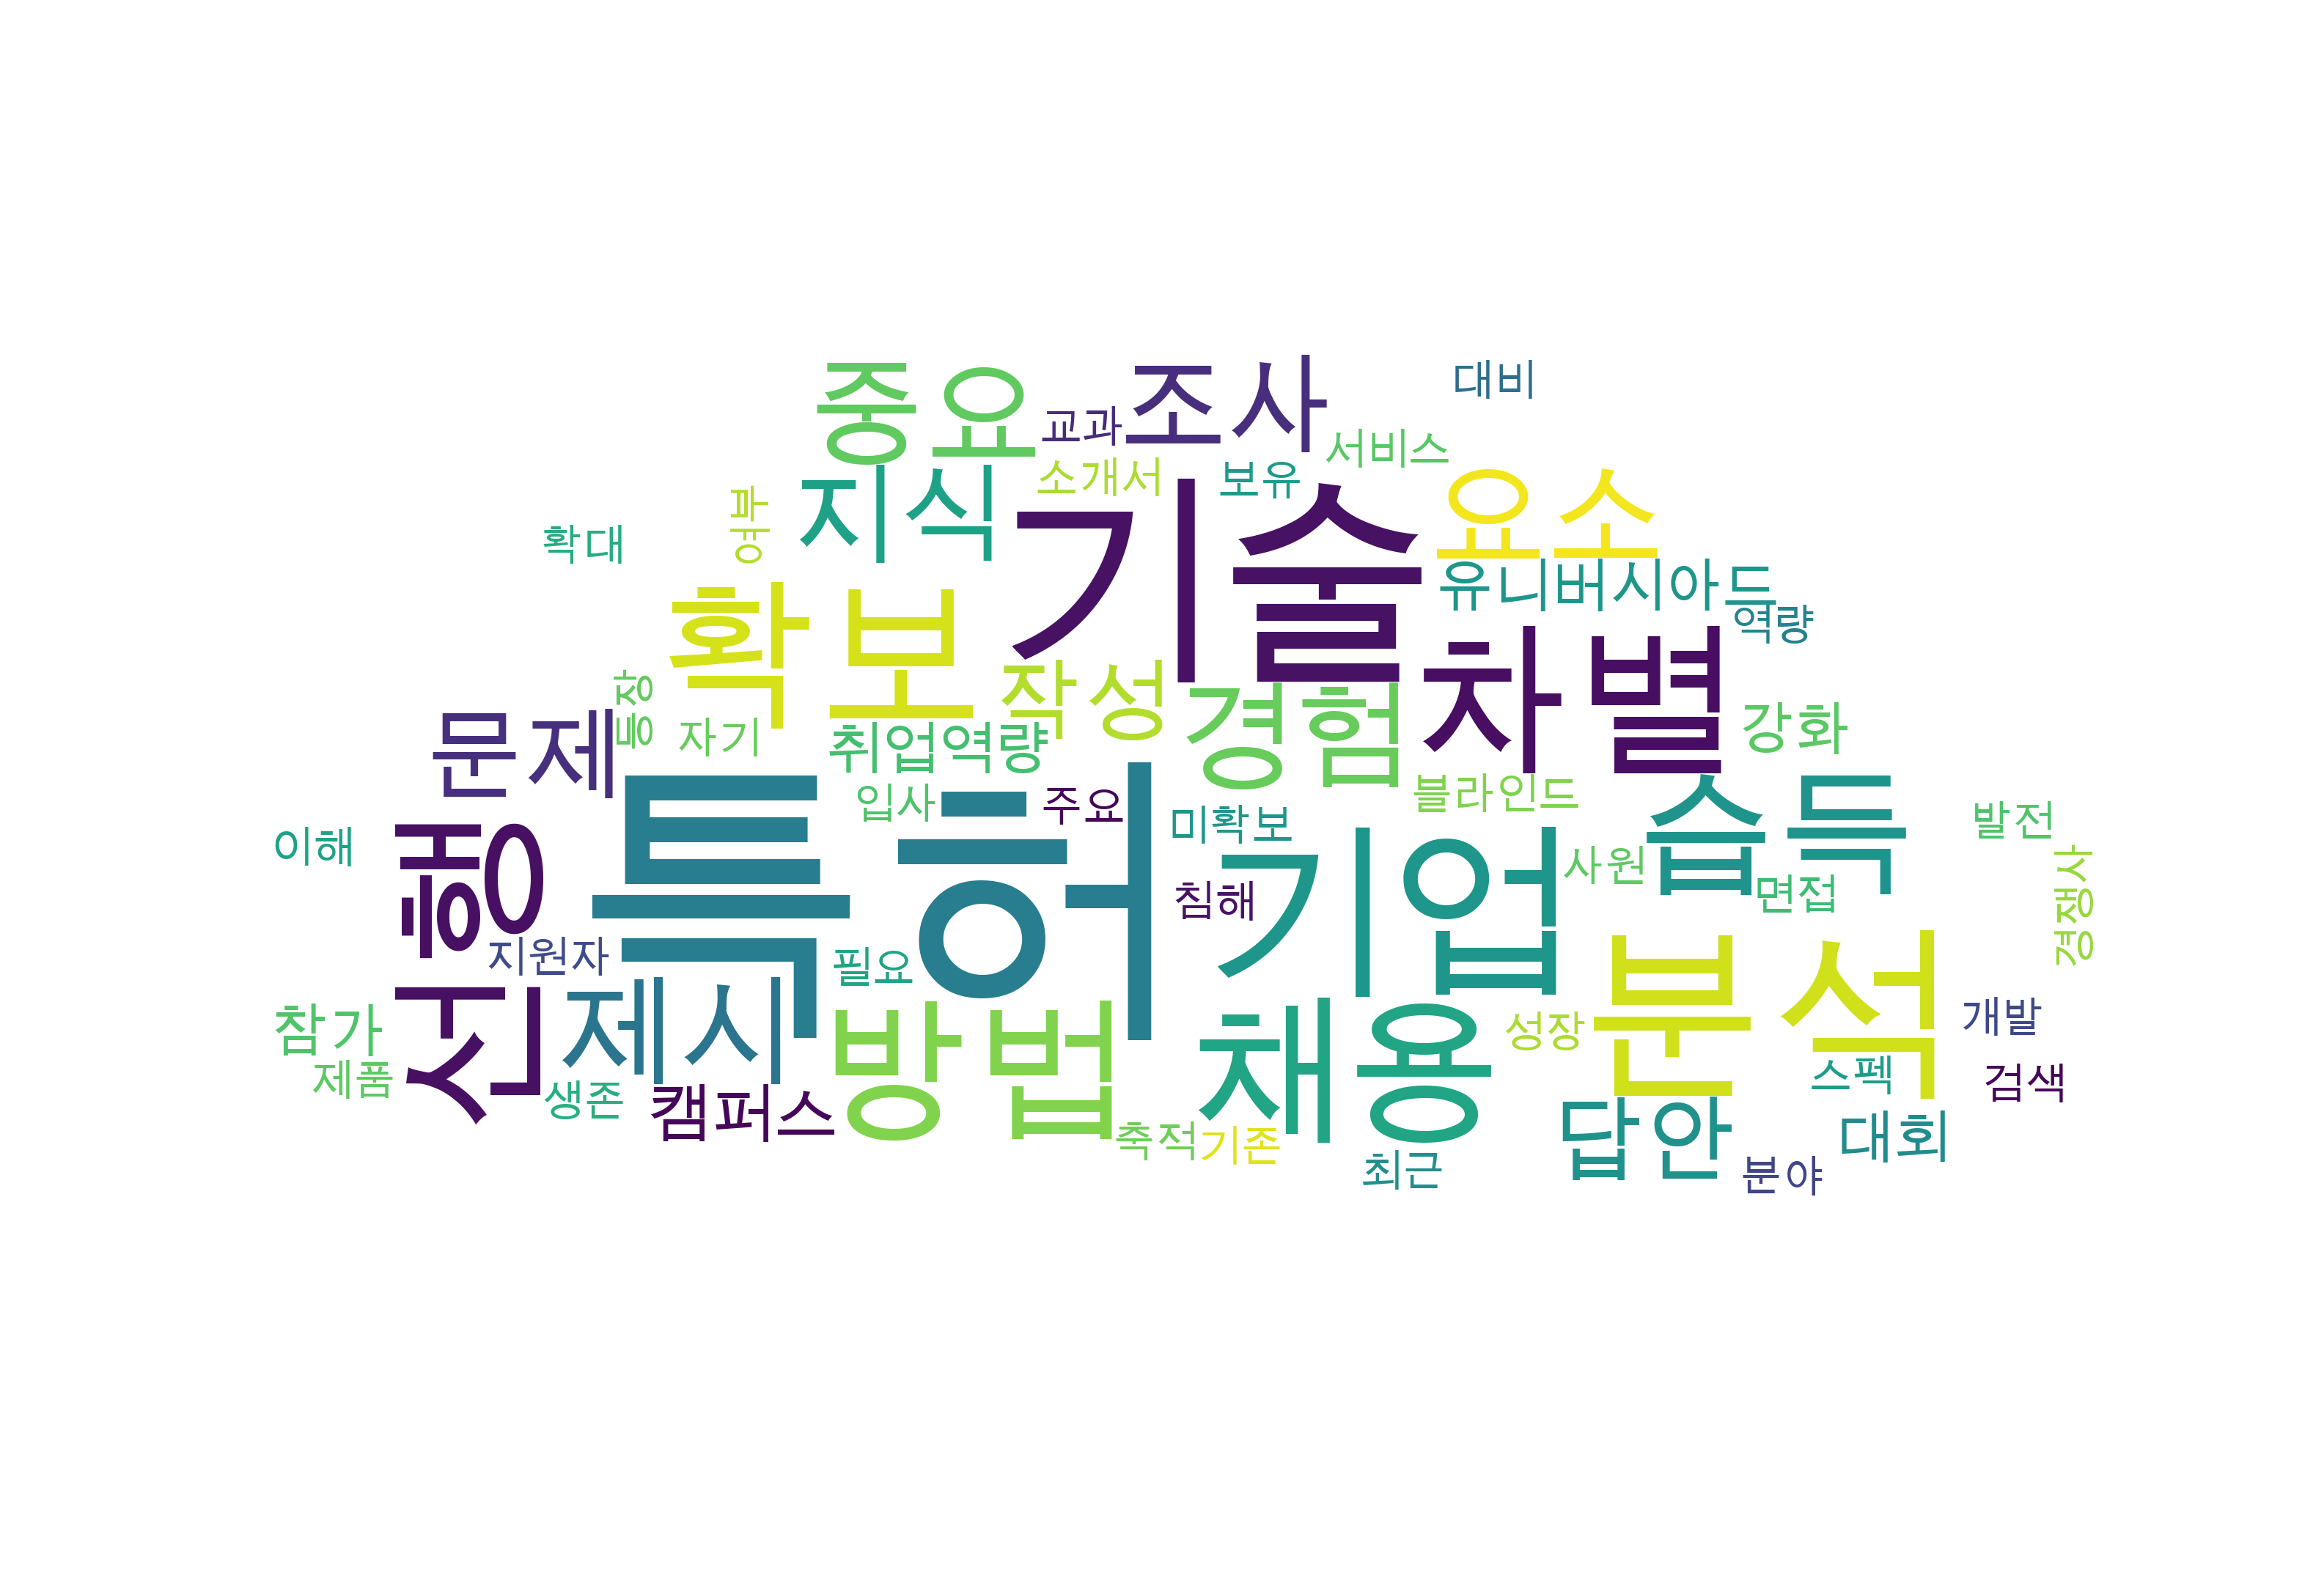 중요
교과
조사
대비
서비스
소개서
보유
지식
여부
확대
기술
요소
유니버시아드
역량
확보
차별
작성
경험
등장
문제
자기
취업역량
강화
특허
입사
주요
미확보
블라인드
습득
발전
이해
선행
침해
기업
사원
면접
경쟁사
지원자
필요
분석
제시
방법
채용
성장
개발
참가
제품
생존
캠퍼스
스펙
검색
축적
기존
최근
답안
대회
분야